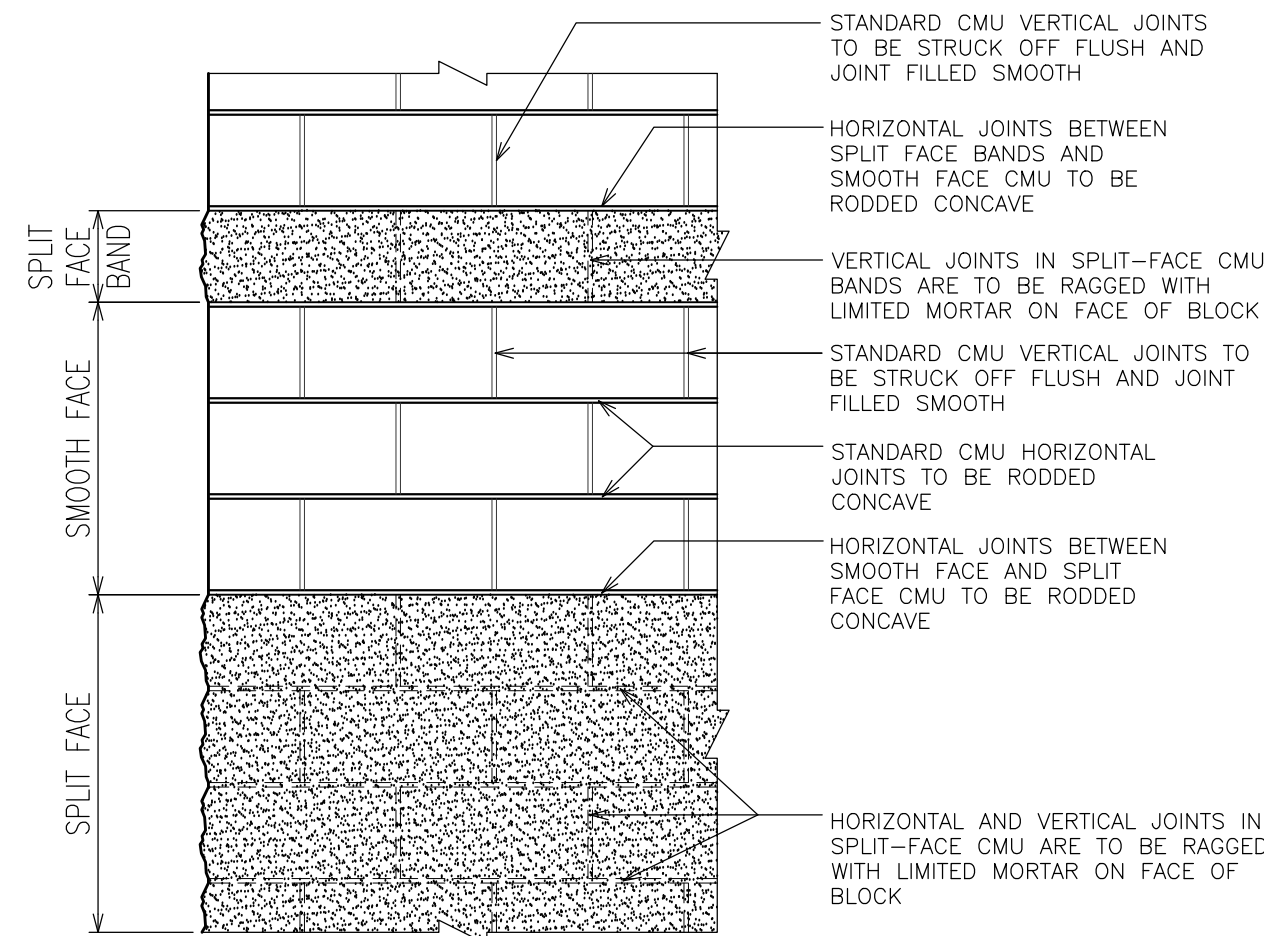 STANDARD CMU VERTICAL JOINTS
TO BE STRUCK OFF FLUSH AND
JOINT FILLED SMOOTH
HORIZONTAL JOINTS BETWEEN
SPLIT FACE BANDS AND
SMOOTH FACE CMU TO BE
RODDED CONCAVE
SPLIT
FACE
BAND
VERTICAL JOINTS IN SPLIT-FACE CMU
BANDS ARE TO BE RAGGED WITH
LIMITED MORTAR ON FACE OF BLOCK
SMOOTH FACE
STANDARD CMU VERTICAL JOINTS TO
BE STRUCK OFF FLUSH AND JOINT
FILLED SMOOTH
STANDARD CMU HORIZONTAL
JOINTS TO BE RODDED
CONCAVE
HORIZONTAL JOINTS BETWEEN
SMOOTH FACE AND SPLIT
FACE CMU TO BE RODDED
CONCAVE
SPLIT FACE
HORIZONTAL AND VERTICAL JOINTS IN
SPLIT-FACE CMU ARE TO BE RAGGED
WITH LIMITED MORTAR ON FACE OF
BLOCK